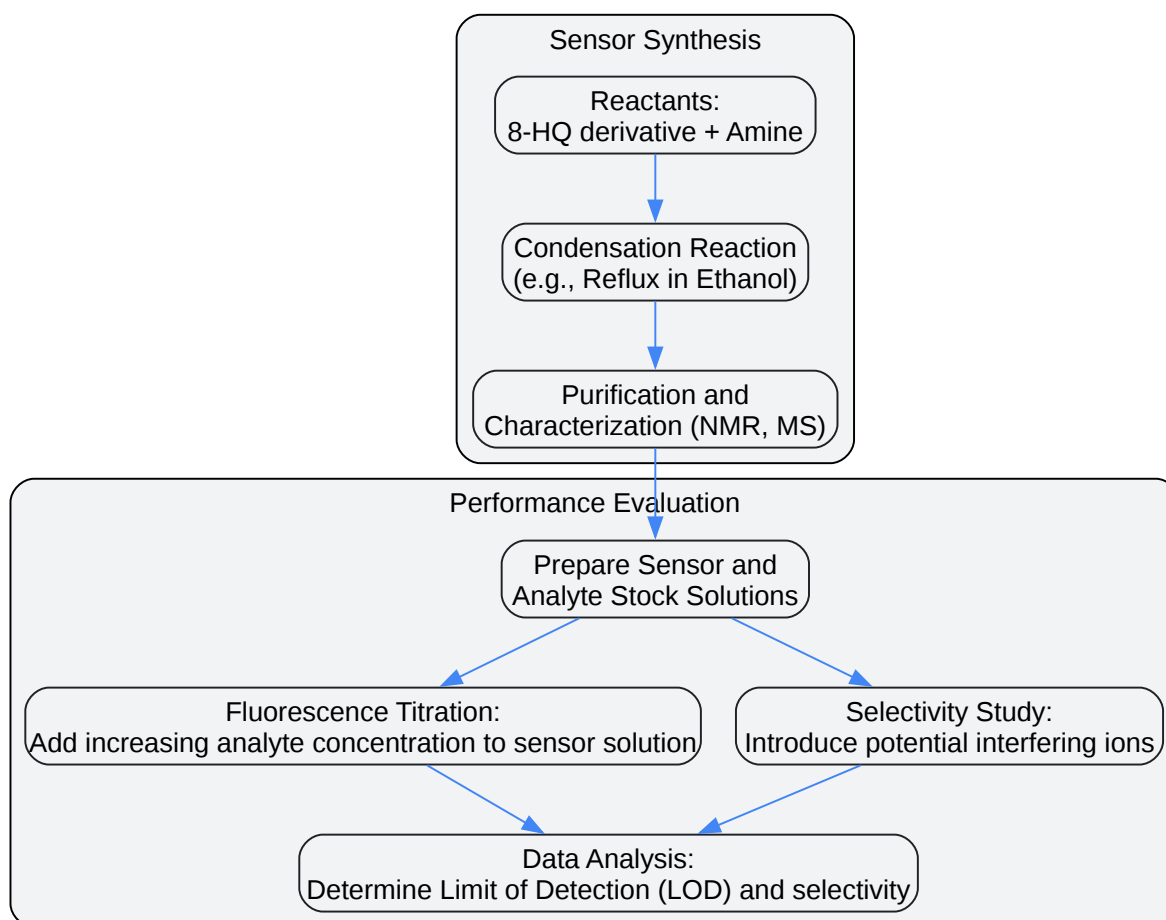 Sensor Synthesis
Reactants:
8-HQ derivative + Amine
Condensation Reaction
(e.g., Reflux in Ethanol)
Purification and
Characterization (NMR, MS)
Performance Evaluation
Prepare Sensor and
Analyte Stock Solutions
Fluorescence Titration:
Add increasing analyte concentration to sensor solution
Selectivity Study:
Introduce potential interfering ions
Data Analysis:
Determine Limit of Detection (LOD) and selectivity